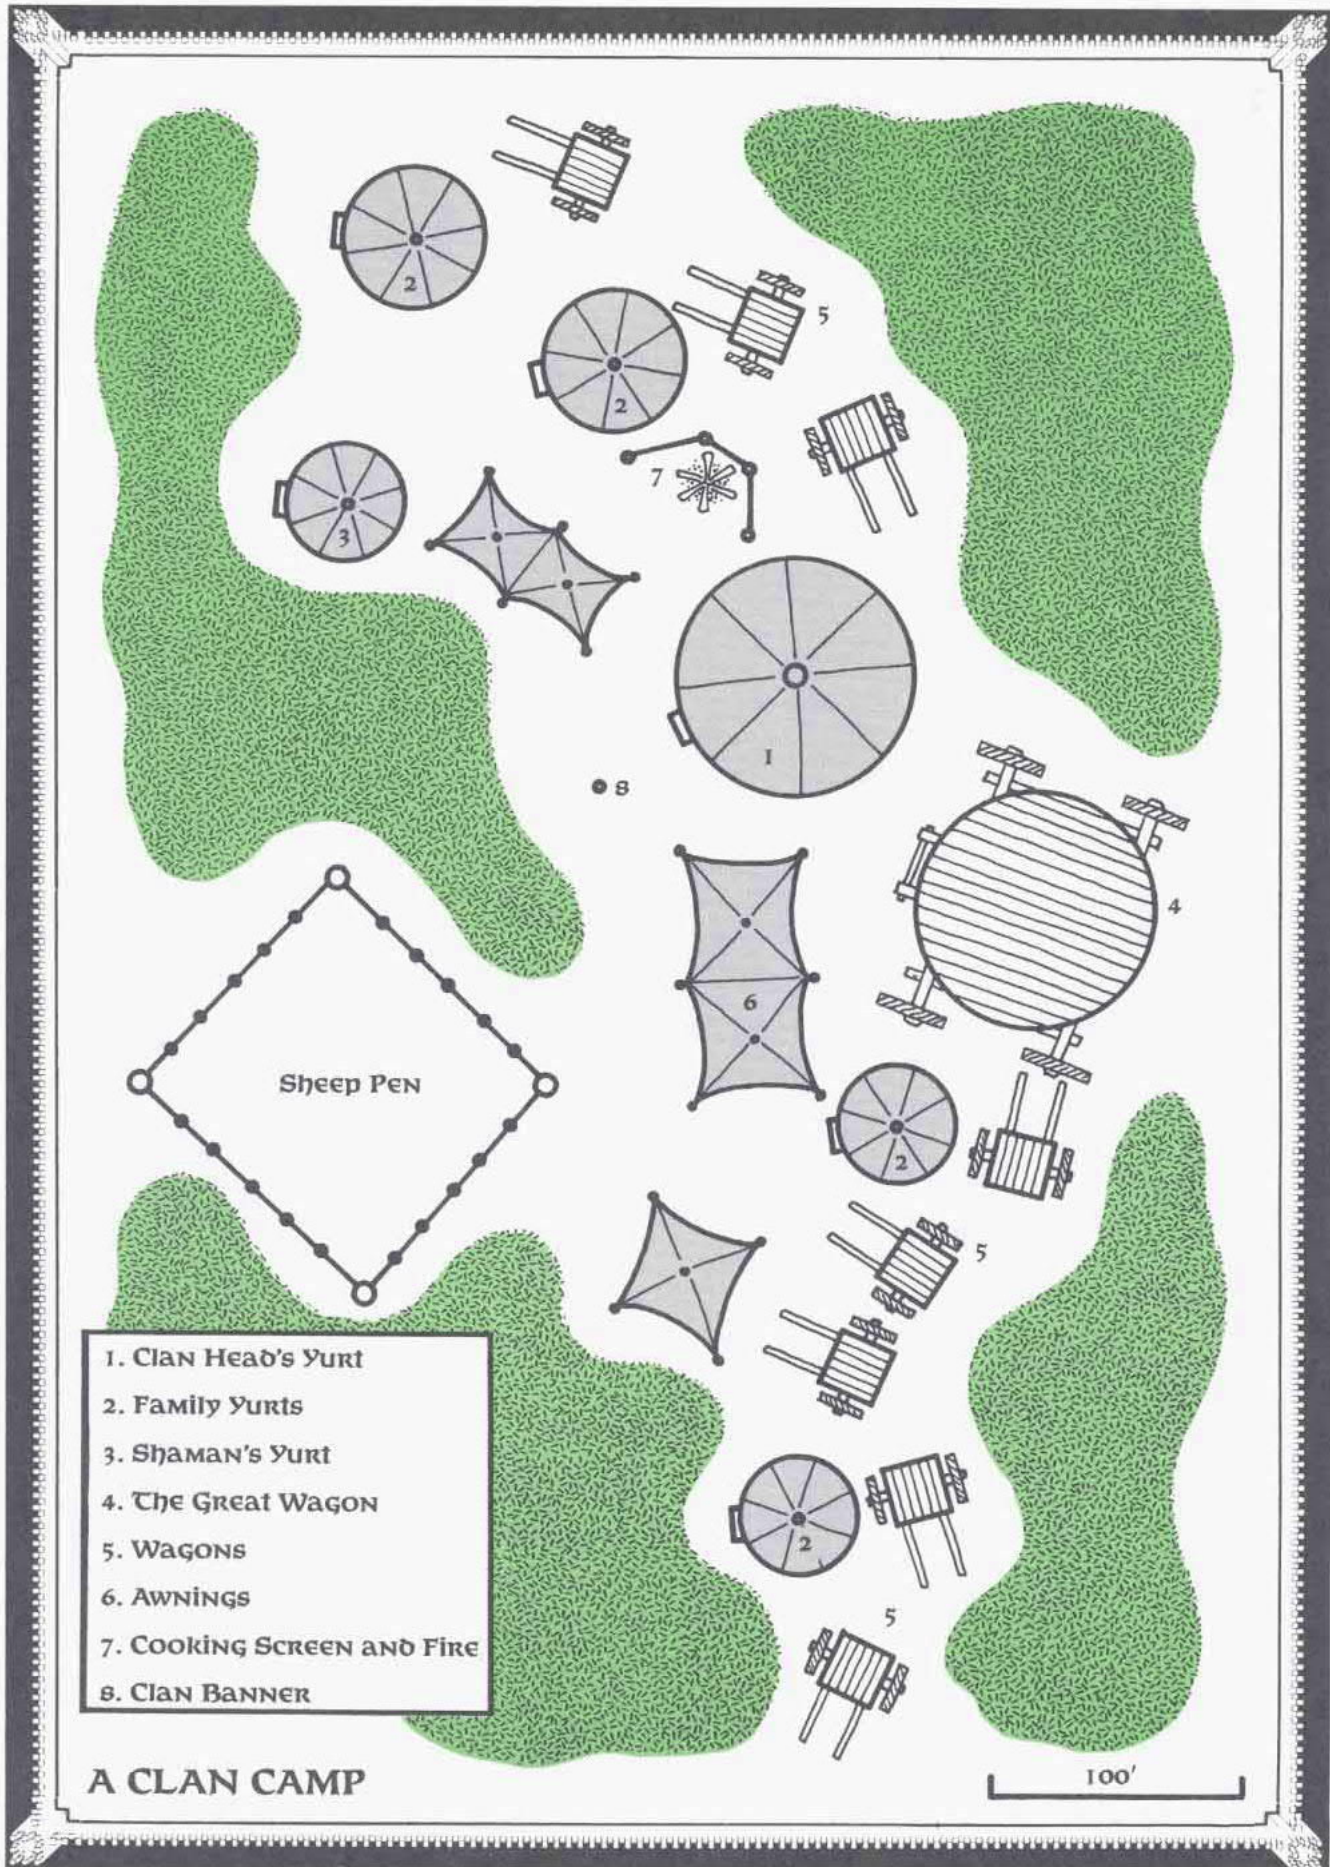 2
5
2
7
3
1
8
4
6
Sheep Pen
2
5
1. Clan Head's Yurt
2. Family Yurts
3. Shaman's Yurt
4. The Great Wagon
5. Wagons
6. Awnings
7. Cooking Screen and Fire
8. Clan Banner
2
5
A CLAN CAMP
100'